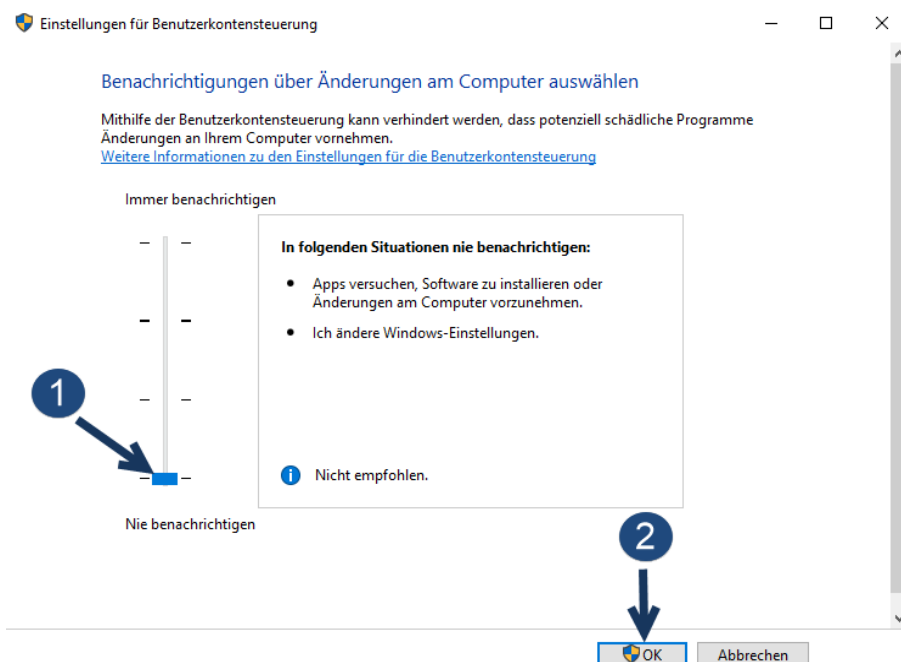 Einstellungen für Benutzerkontensteuerung
Benachrichtigungen über Änderungen am Computer auswählen
Mithilfe der Benutzerkontensteuerung kann verhindert werden, dass potenziell schädliche Programme
Änderungen an Ihrem Computer vornehmen.
Weitere Informationen zu den Einstellungen für die Benutzerkontensteuerung
Immer benachrichtigen
In folgenden Situationen nie benachrichtigen:
Apps versuchen, Software zu installieren oder
Änderungen am Computer vorzunehmen.
Ich ändere Windows-Einstellungen.
1
Nicht empfohlen.
Nie benachrichtigen
2
OK
Abbrechen